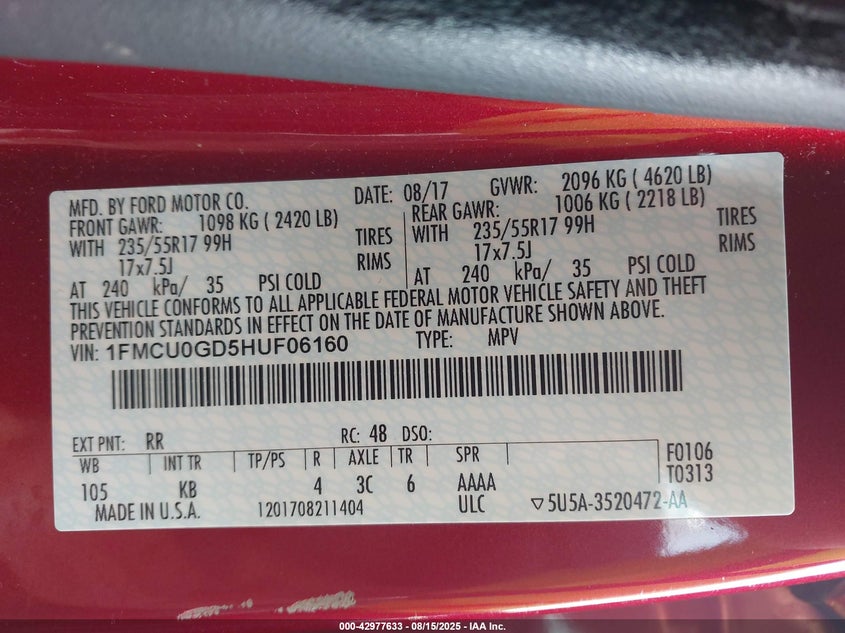 MFD. BY FORD MOTOR CO. DATE: 08/17 GVWR: 2096 KG ( 4620 LB)
FRONT GAWR: 1098 KG ( 2420 LB) REAR GAWR: 1006 KG ( 2218 LB)
WITH 235/55R17 99H TIRES WITH 235/55R17 99H TIRES
17x7.5J RIMS 17x7.5J RIMS
AT 240 kPa/ 35 PSI COLD AT 240 kPa/ 35 PSI COLD
THIS VEHICLE CONFORMS TO ALL APPLICABLE FEDERAL MOTOR VEHICLE SAFETY AND THEFT
PREVENTION STANDARDS IN EFFECT ON THE DATE OF MANUFACTURE SHOWN ABOVE.
VIN: 1FMCU0GD5HUF06160 TYPE: MPV
EXT PNT: RR RC: 48 DSO:
WB INT TR TP/PS R AXLE TR SPR F0106
105 KB 4 3C 6 AAAA T0313
MADE IN U.S.A. 1201708211404 ULC ▽5U5A-3520472-AA
000-42977633 - 08/15/2025 - IAA Inc.